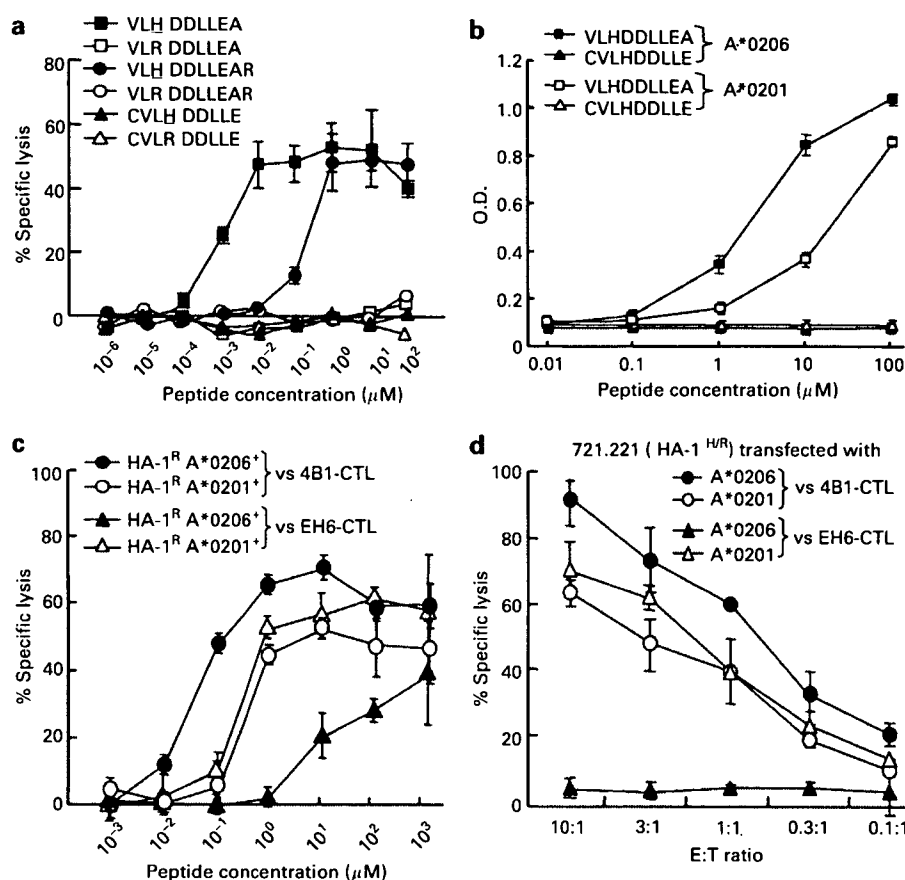 a
VLH DDLLEA
VLR DDLLEA
VLH DDLLEAR
VLR DDLLEAR
CVLH DDLLE
CVLR DDLLE
80
60
40
20
0
% Specific lysis
10⁻⁶ 10⁻⁵ 10⁻⁴ 10⁻³ 10⁻² 10⁻¹ 10⁰ 10¹ 10²
Peptide concentration (μM)
b
VLHDDLLEA
CVLHDDLLE
A*0206
VLHDDLLEA
CVLHDDLLE
A*0201
1.2
1.0
0.8
0.6
0.4
0.2
0
O.D.
0.01 0.1 1 10 100
Peptide concentration (μM)
c
HA-1ᴿ A*0206⁺
HA-1ᴿ A*0201⁺
vs 4B1-CTL
HA-1ᴿ A*0206⁺
HA-1ᴿ A*0201⁺
vs EH6-CTL
100
80
60
40
20
0
% Specific lysis
10⁻³ 10⁻² 10⁻¹ 10⁰ 10¹ 10² 10³
Peptide concentration (μM)
d
721.221 ( HA-1 ᴴ/ᴿ) transfected with
A*0206
A*0201
vs 4B1-CTL
A*0206
A*0201
vs EH6-CTL
100
80
60
40
20
0
% Specific lysis
10:1 3:1 1:1 0.3:1 0.1:1
E:T ratio